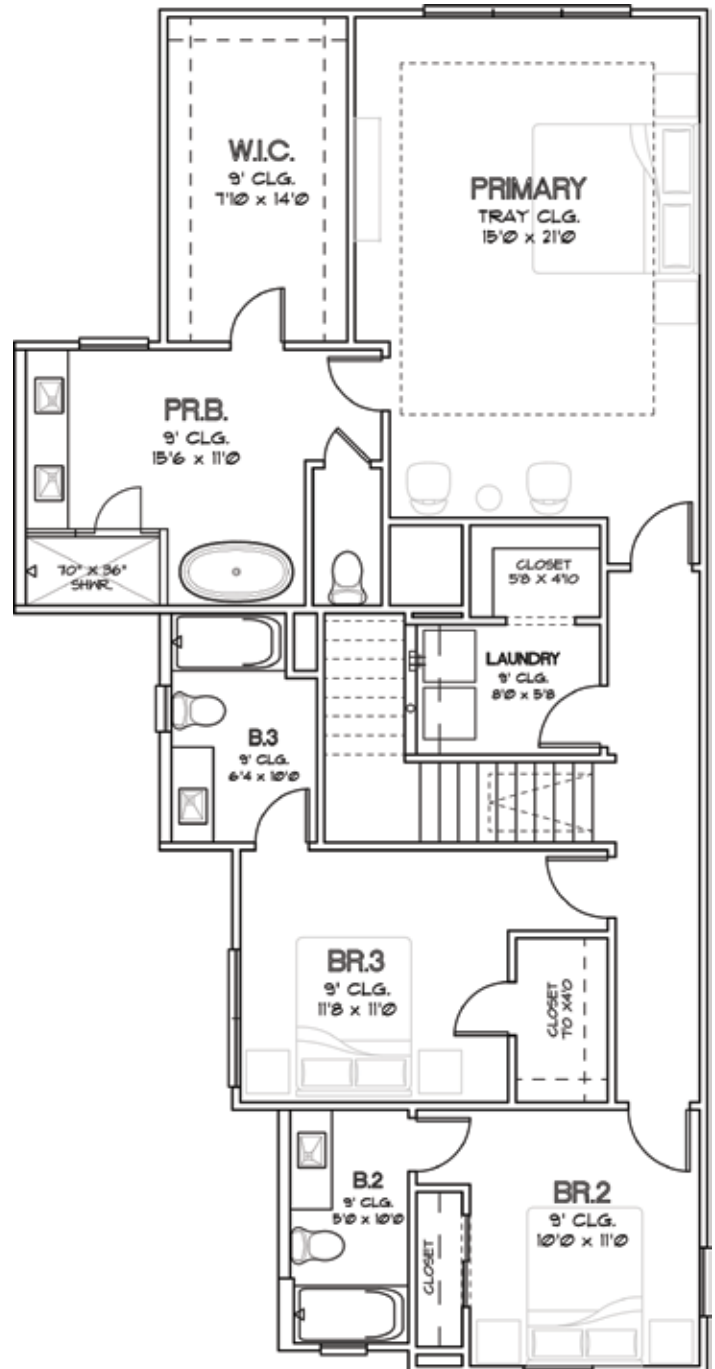 W.I.C.
9' CLG.
7'10 x 14'0
PRIMARY
TRAY CLG.
15'0 x 21'0
PR.B.
9' CLG.
15'6 x 11'0
70" X 36"
SHWR.
CLOSET
5'8 X 4'10
LAUNDRY
9' CLG.
8'0 x 5'8
B.3
9' CLG.
6'4 x 10'0
BR.3
9' CLG.
11'8 x 11'0
CLOSET
7'0 X4'0
B.2
9' CLG.
5'0 x 10'0
BR.2
9' CLG.
10'0 x 11'0
CLOSET